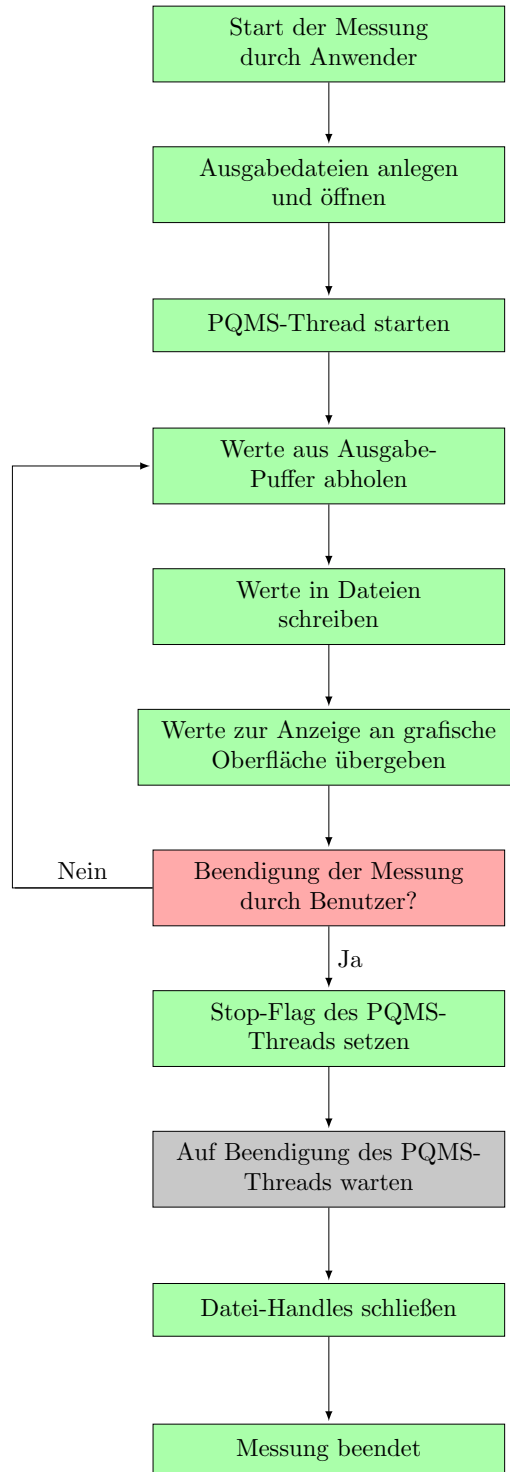 Start der Messung
durch Anwender
Ausgabedateien anlegen
und öffnen
PQMS-Thread starten
Werte aus Ausgabe-
Puffer abholen
Werte in Dateien
schreiben
Werte zur Anzeige an grafische
Oberfläche übergeben
Nein
Beendigung der Messung
durch Benutzer?
Ja
Stop-Flag des PQMS-
Threads setzen
Auf Beendigung des PQMS-
Threads warten
Datei-Handles schließen
Messung beendet